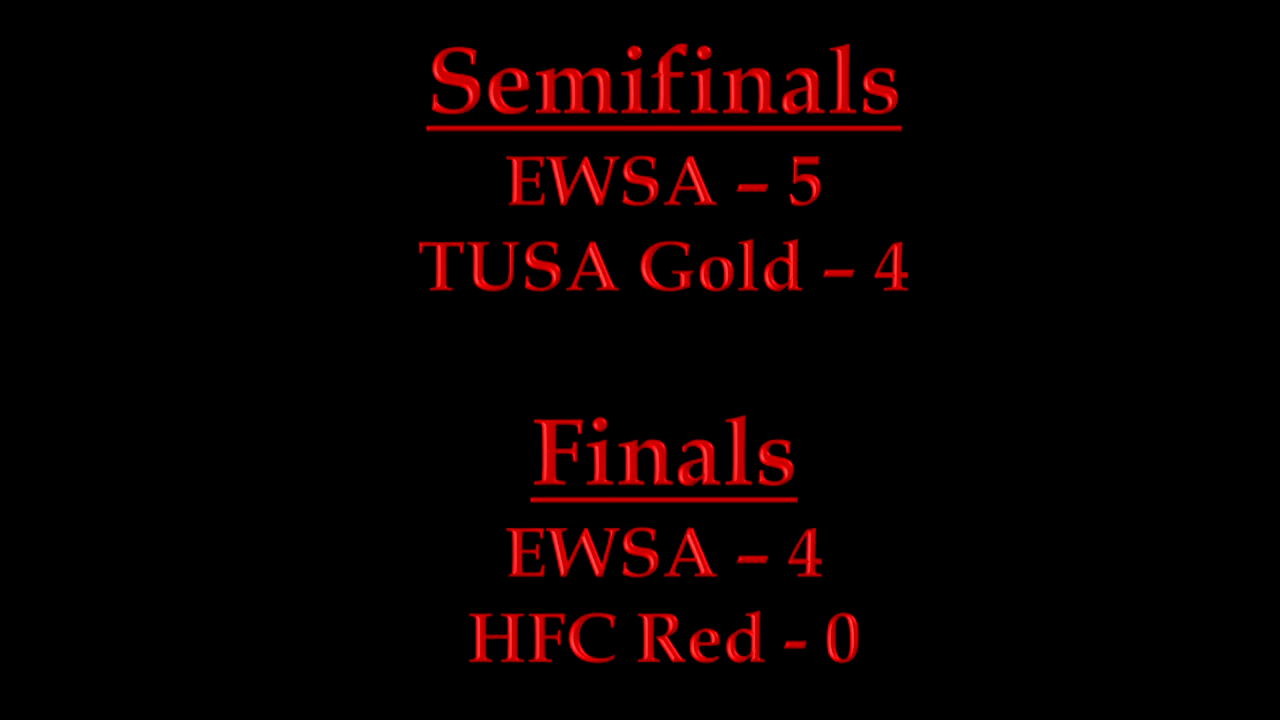 Semifinals
EWSA – 5
TUSA Gold – 4
Finals
EWSA – 4
HFC Red - 0